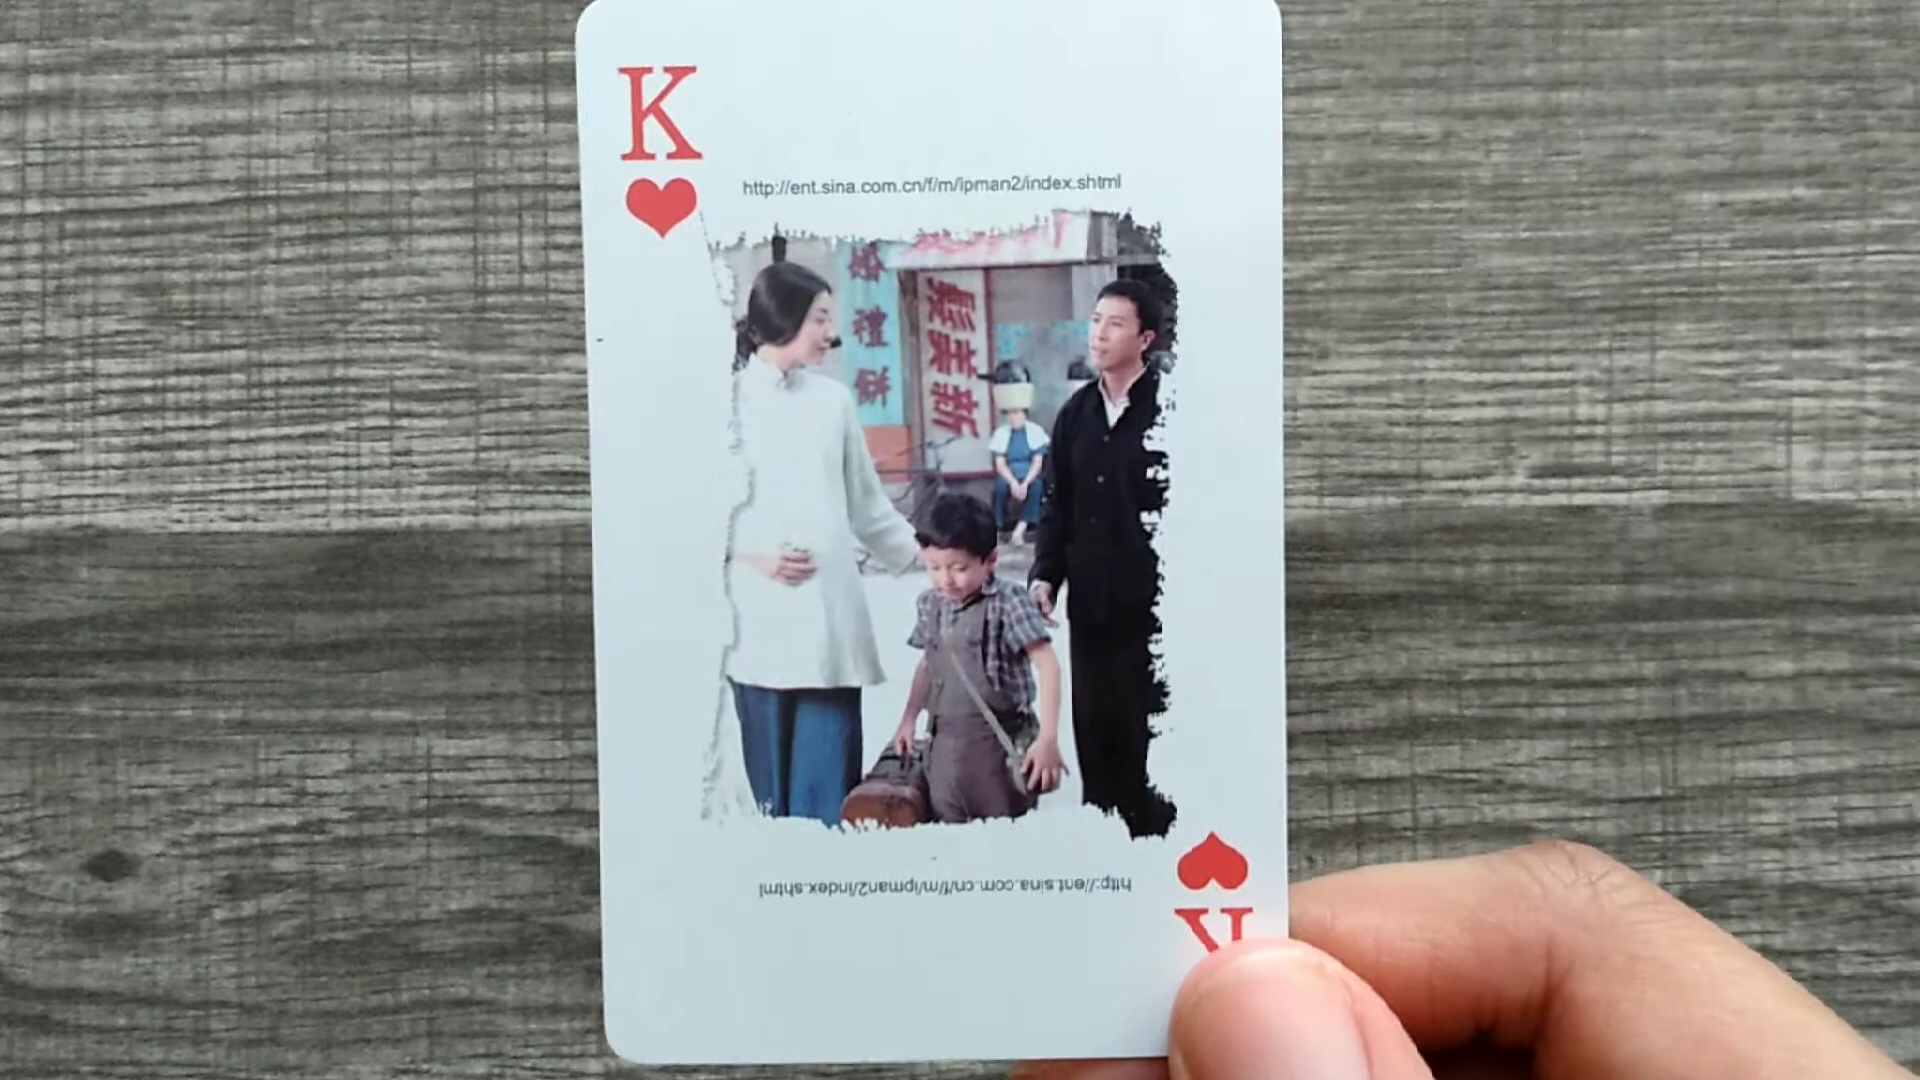 K
http://ent.sina.com.cn/f/m/ipman2/index.shtml
禮
餅
髮美新
http://ent.sina.com.cn/f/m/ipman2/index.shtml
K